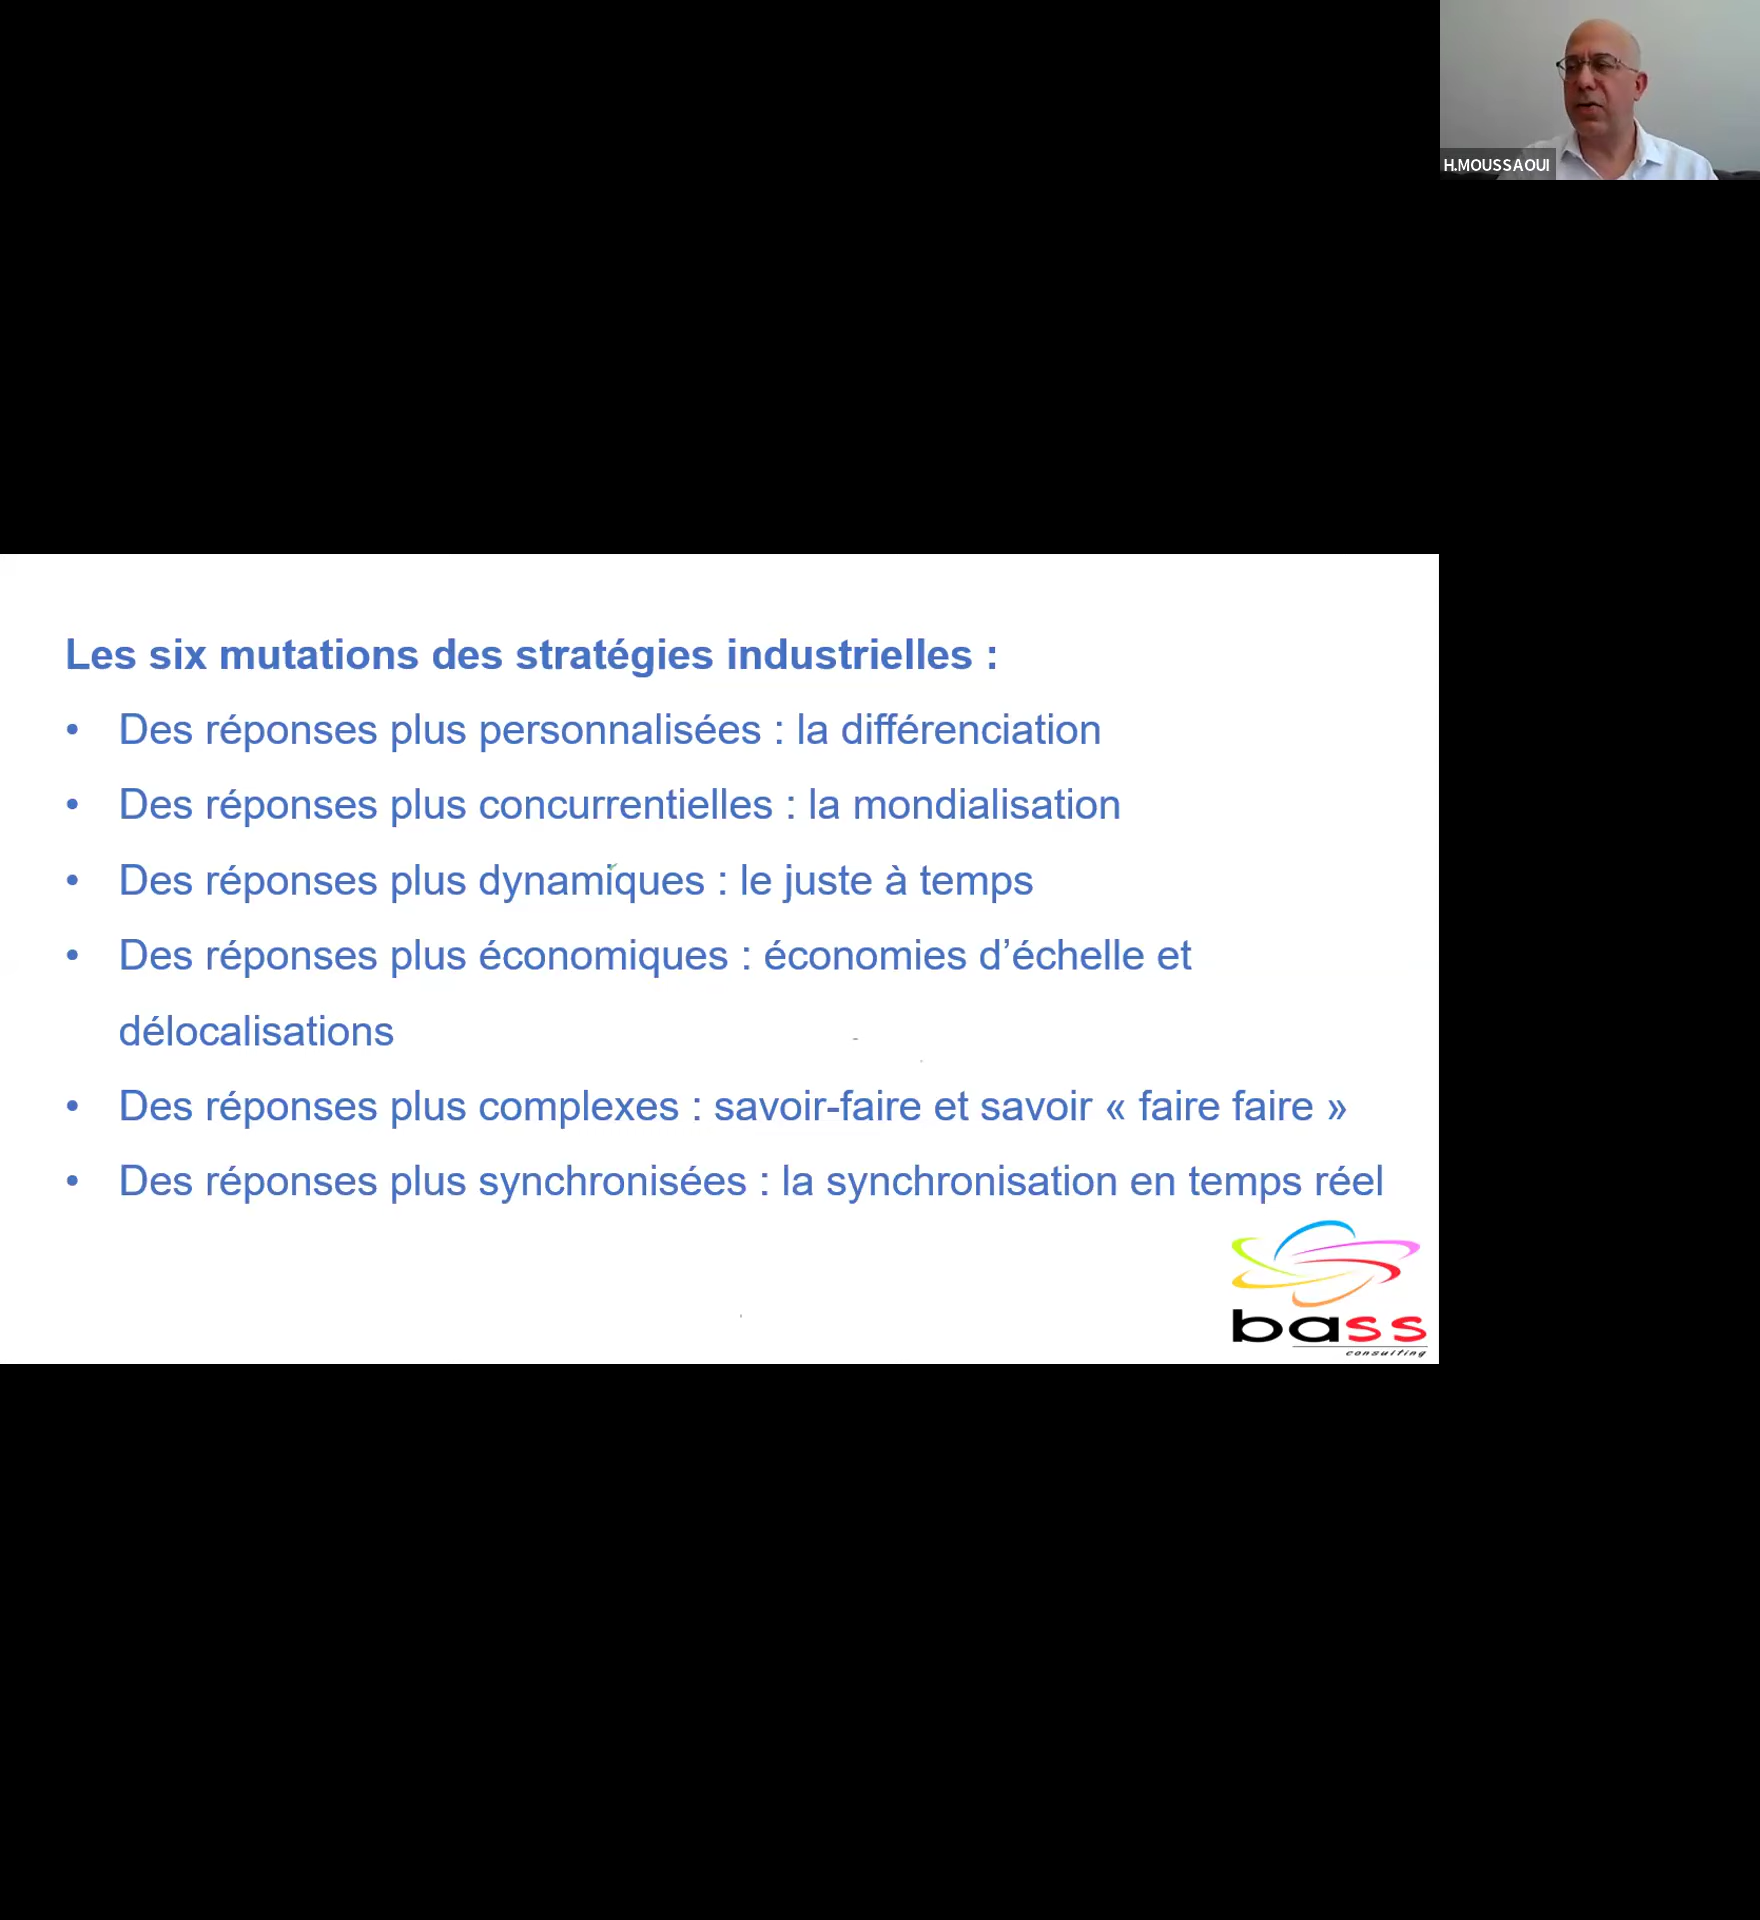 H.MOUSSAOUI
Les six mutations des stratégies industrielles :
• Des réponses plus personnalisées : la différenciation
• Des réponses plus concurrentielles : la mondialisation
• Des réponses plus dynamiques : le juste à temps
• Des réponses plus économiques : économies d’échelle et
délocalisations
• Des réponses plus complexes : savoir-faire et savoir « faire faire »
• Des réponses plus synchronisées : la synchronisation en temps réel
bass
consulting